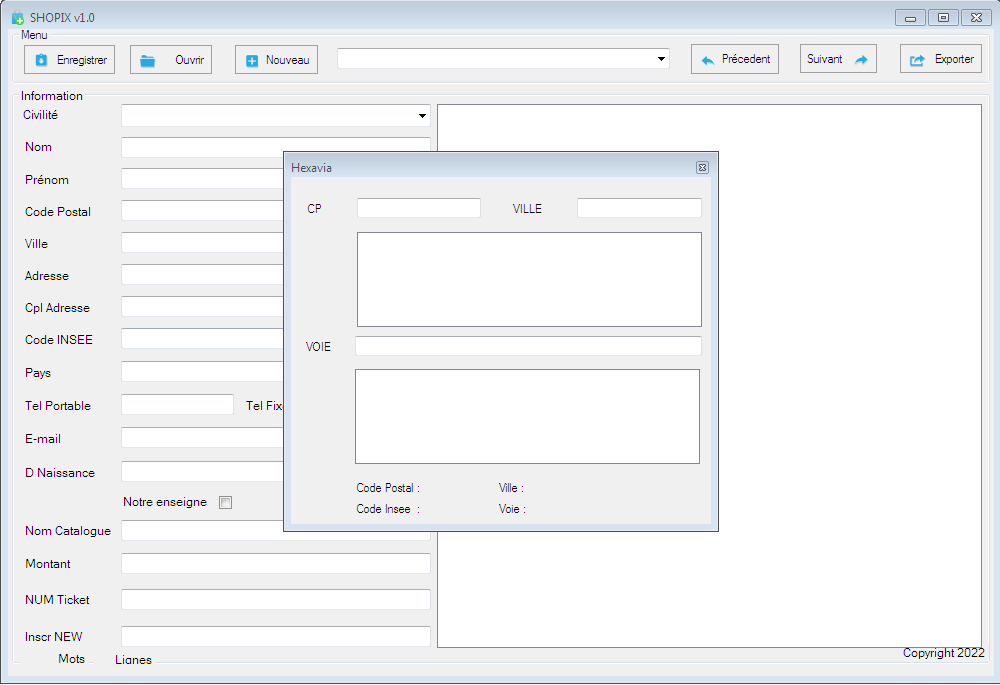 SHOPIX v1.0
Menu
Enregistrer Ouvrir Nouveau Précédent Suivant Exporter
Information
Civilité
Nom
Prénom
Code Postal
Ville
Adresse
Cpl Adresse
Code INSEE
Pays
Tel Portable Tel Fix
E-mail
D Naissance
Notre enseigne
Nom Catalogue
Montant
NUM Ticket
Inscr NEW
Mots Lignes
Hexavia
CP VILLE
VOIE
Code Postal : Ville :
Code Insee : Voie :
Copyright 2022